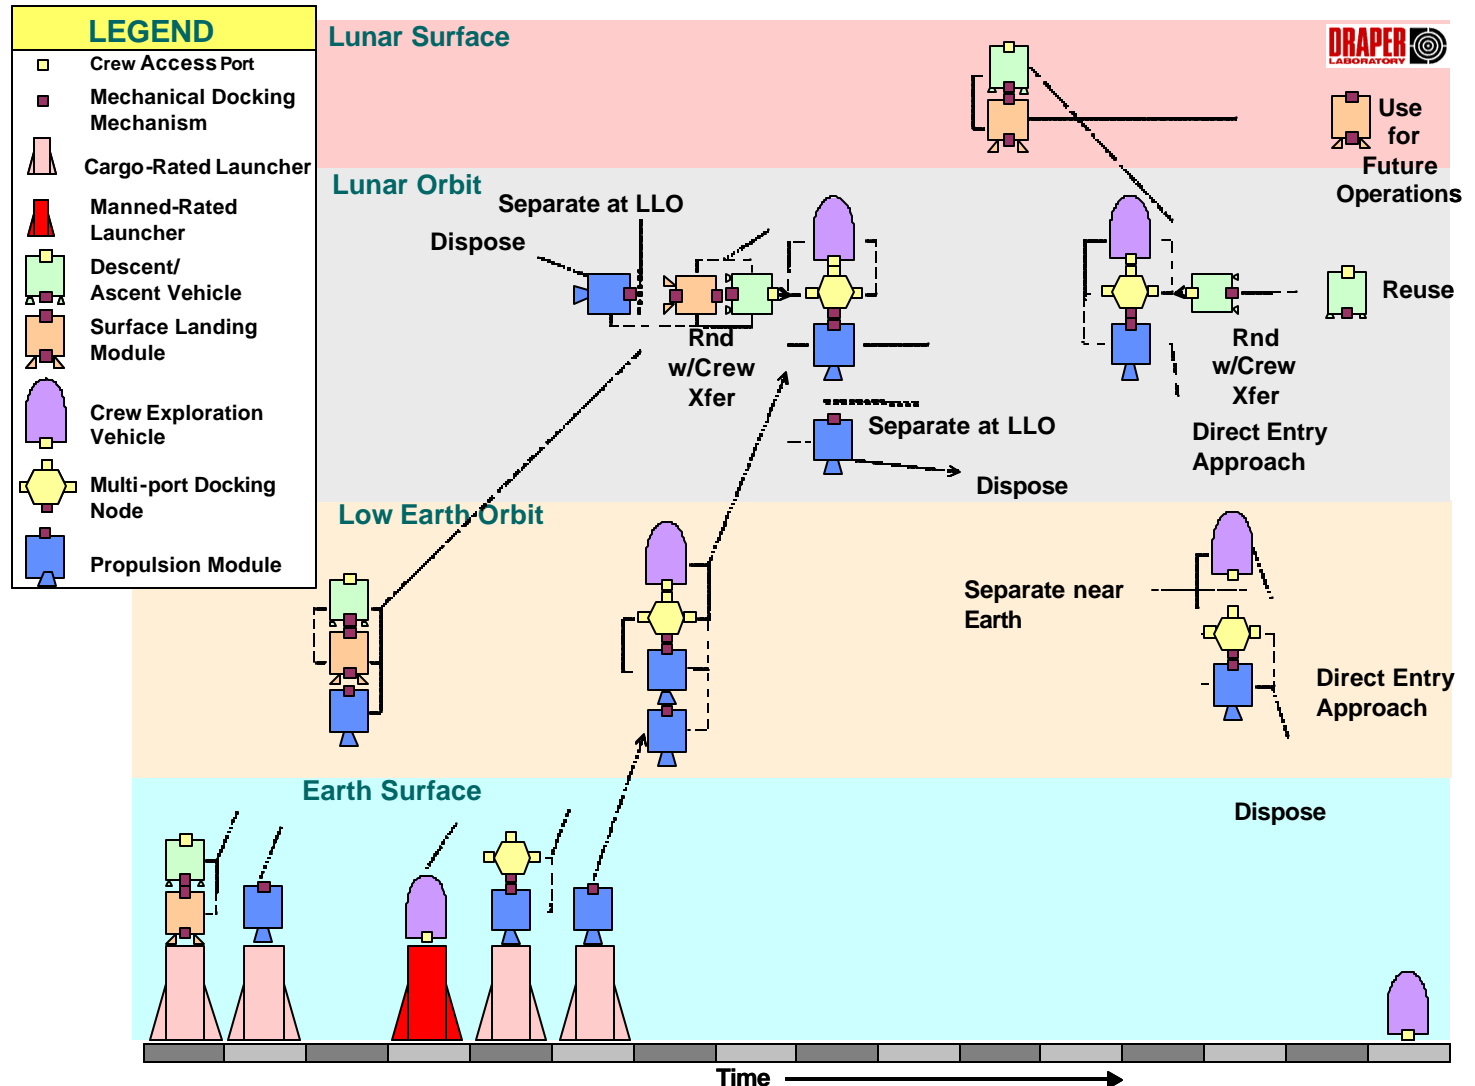 LEGEND
Crew Access Port
Mechanical Docking
Mechanism
Cargo-Rated Launcher
Manned-Rated
Launcher
Descent/
Ascent Vehicle
Surface Landing
Module
Crew Exploration
Vehicle
Multi-port Docking
Node
Propulsion Module
Lunar Surface
DRAPER
LABORATORY
Use
for
Future
Operations
Lunar Orbit
Separate at LLO
Dispose
Rnd
w/Crew
Xfer
Separate at LLO
Dispose
Reuse
Rnd
w/Crew
Xfer
Direct Entry
Approach
Low Earth Orbit
Separate near
Earth
Direct Entry
Approach
Earth Surface
Dispose
Time